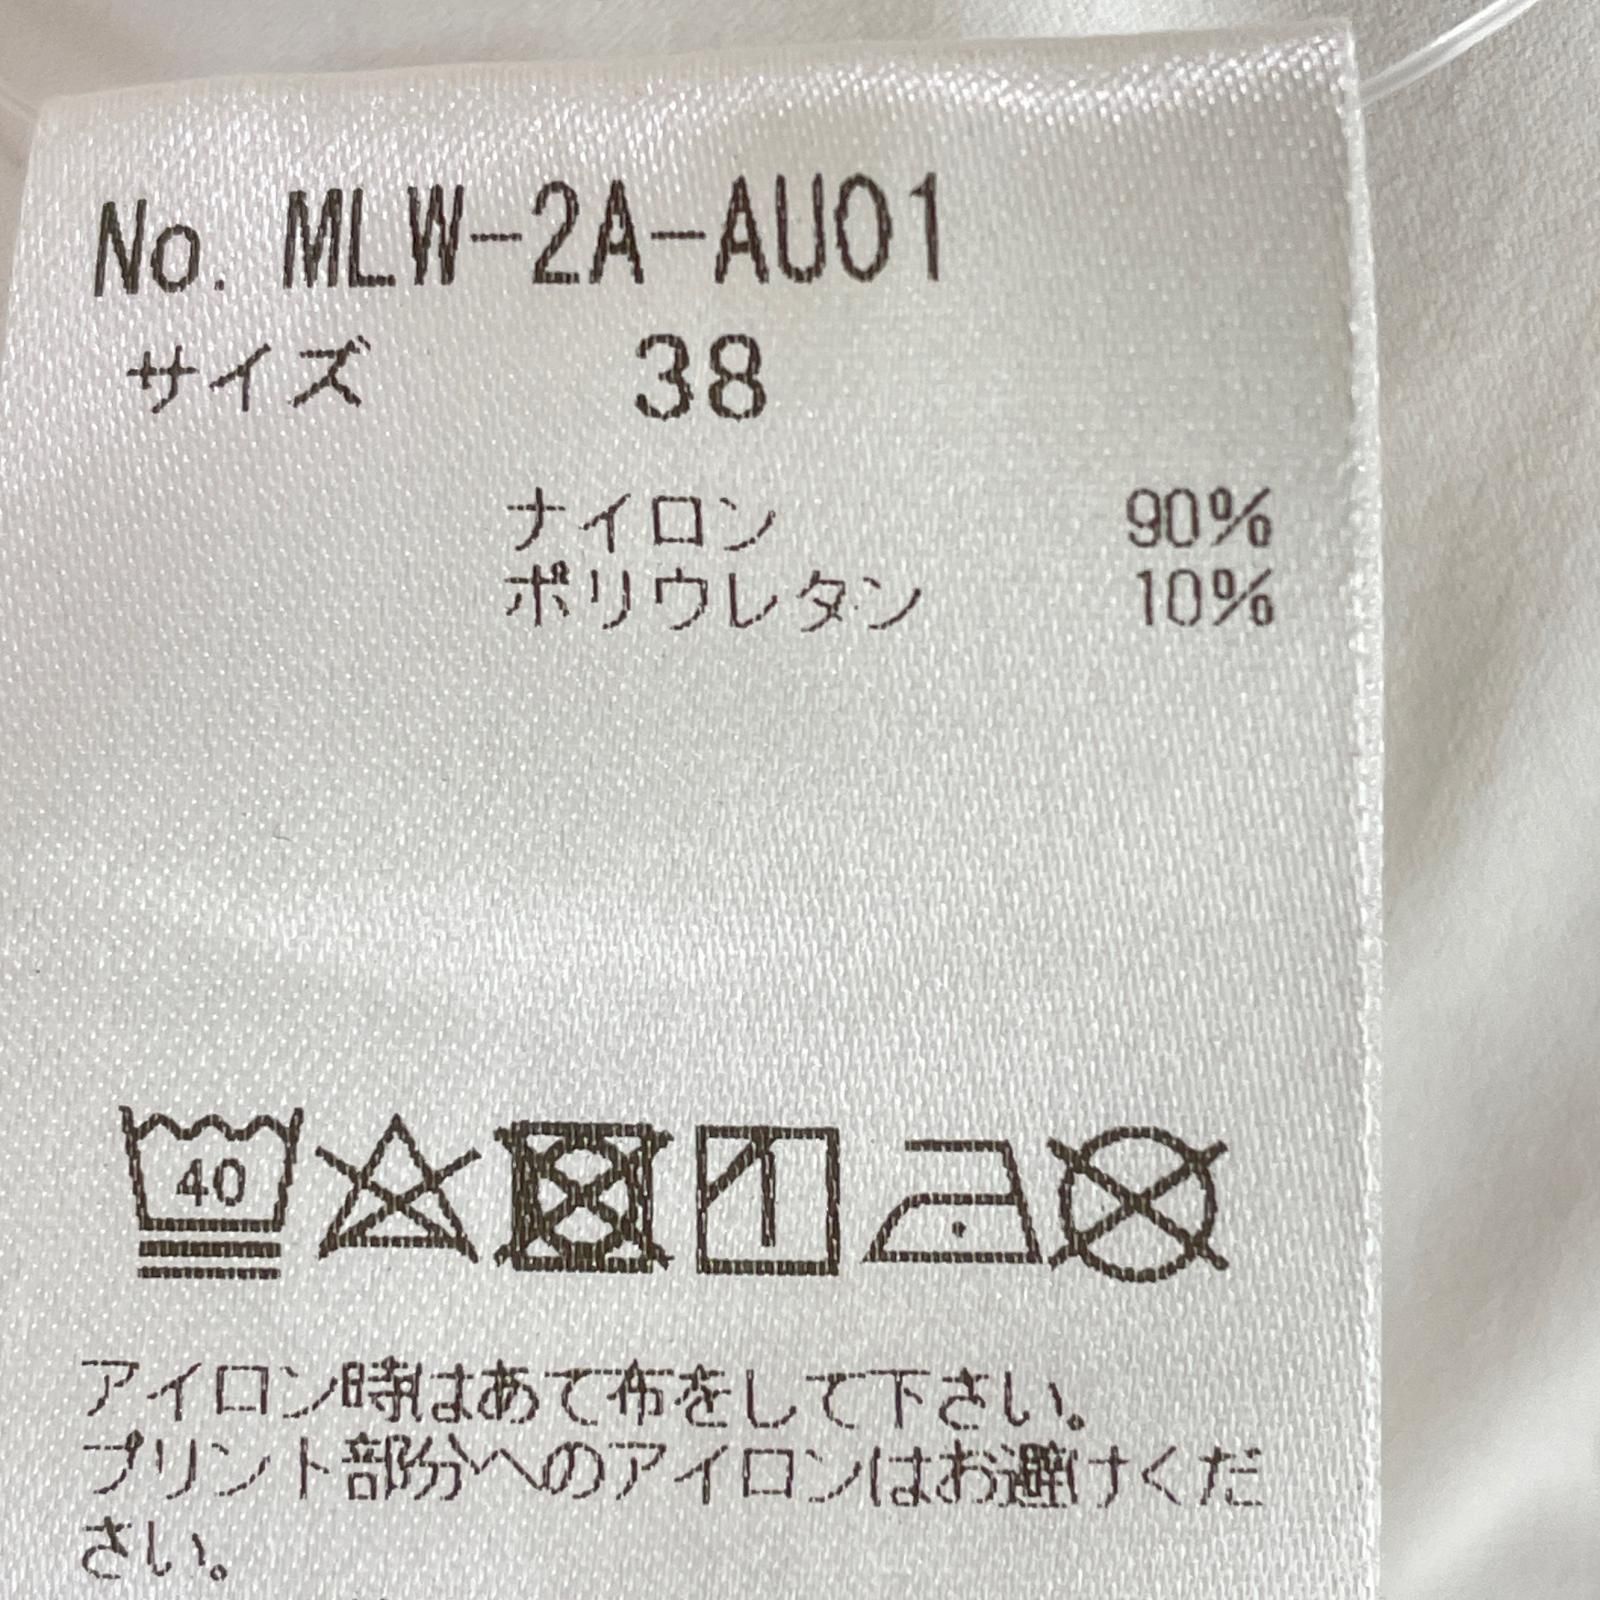 No. MLW-2A-AU01
サイズ 38
ナイロン 90%
ポリウレタン 10%
40
アイロン時はあて布をして下さい。
プリント部分へのアイロンはお避けくだ
さい。